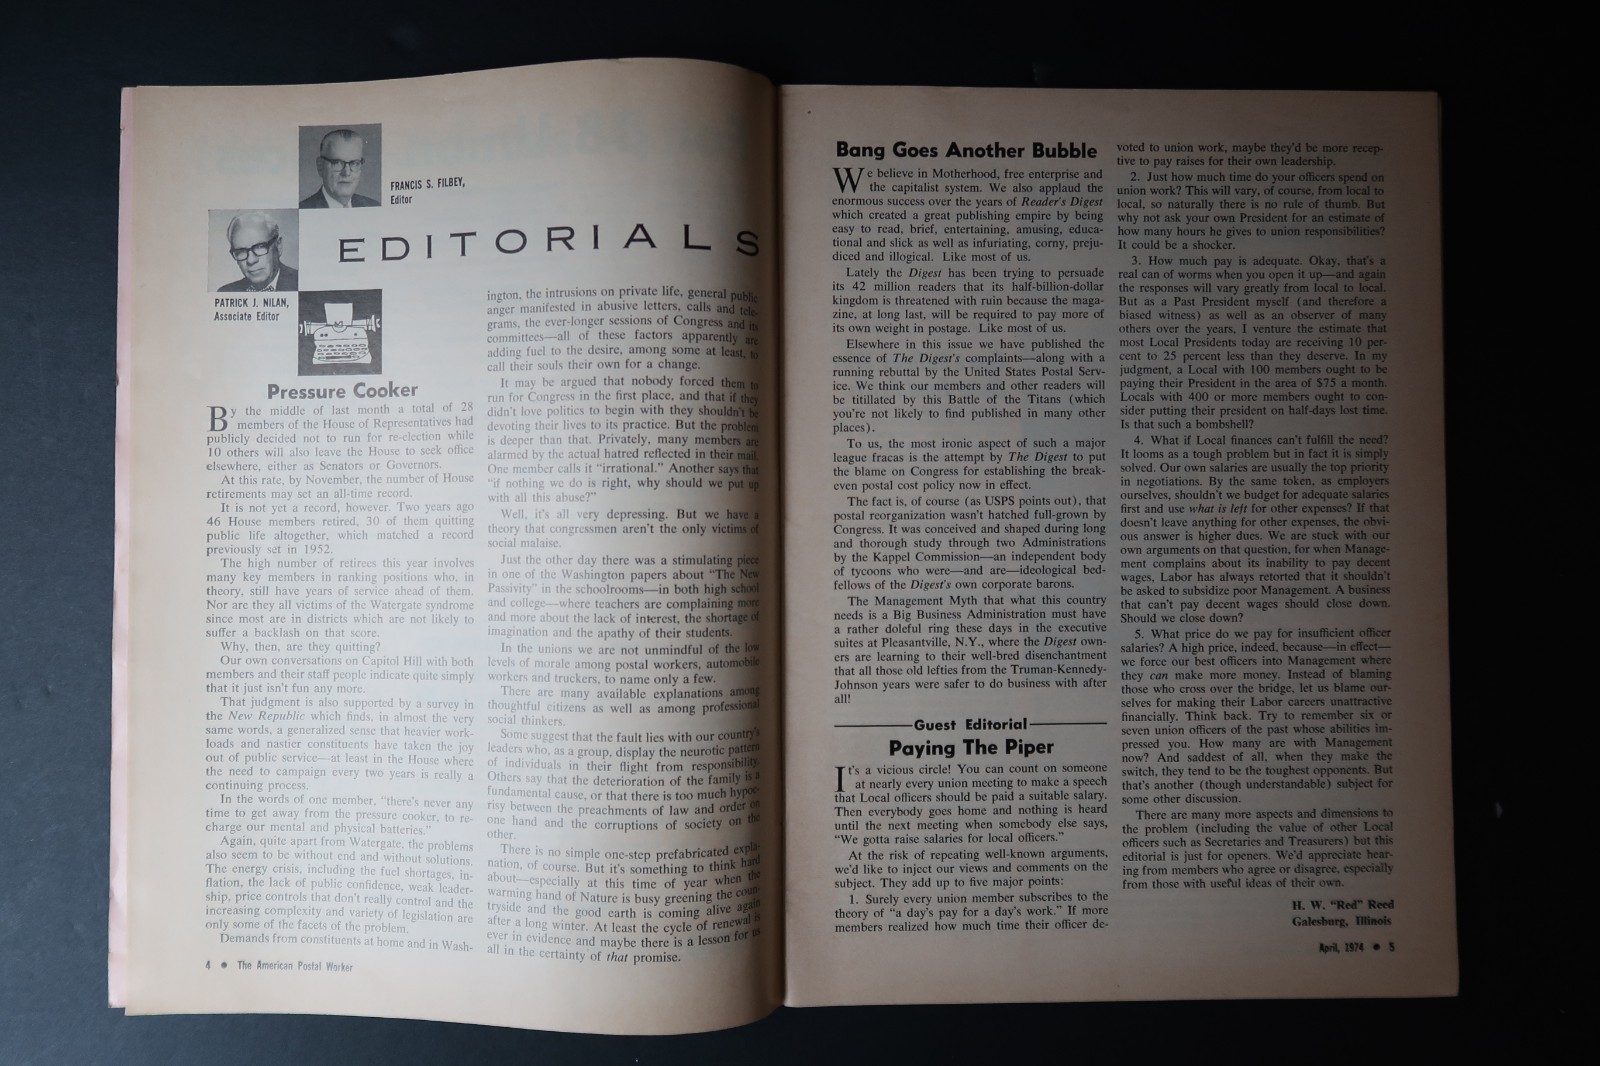 FRANCIS S. FILBEY,
Editor
EDITORIALS
PATRICK J. NILAN,
Associate Editor
Pressure Cooker
By the middle of last month a total of 28
members of the House of Representatives had
publicly decided not to run for re-election while
10 others will also leave the House to seek office
elsewhere, either as Senators or Governors.
At this rate, by November, the number of House
retirements may set an all-time record.
It is not yet a record, however. Two years ago
46 House members retired, 30 of them quitting
public life altogether, which matched a record
previously set in 1952.
The high number of retirees this year involves
many key members in ranking positions who, in
theory, still have years of service ahead of them.
Nor are they all victims of the Watergate syndrome
since most are in districts which are not likely to
suffer a backlash on that score.
Why, then, are they quitting?
Our own conversations on Capitol Hill with both
members and their staff people indicate quite simply
that it just isn't fun any more.
That judgment is also supported by a survey in
the New Republic which finds, in almost the very
same words, a generalized sense that heavier work-
loads and nastier constituents have taken the joy
out of public service—at least in the House where
the need to campaign every two years is really a
continuing process.
In the words of one member, "there's never any
time to get away from the pressure cooker, to re-
charge our mental and physical batteries."
Again, quite apart from Watergate, the problems
also seem to be without end and without solutions.
The energy crisis, including the fuel shortages, in-
flation, the lack of public confidence, weak leader-
ship, price controls that don't really control and the
increasing complexity and variety of legislation are
only some of the facets of the problem.
Demands from constituents at home and in Wash-
ington, the intrusions on private life, general public
anger manifested in abusive letters, calls and tele-
grams, the ever-longer sessions of Congress and its
committees—all of these factors apparently are
adding fuel to the desire, among some at least, to
call their souls their own for a change.
It may be argued that nobody forced them to
run for Congress in the first place, and that if they
didn't love politics to begin with they shouldn't be
devoting their lives to its practice. But the problem
is deeper than that. Privately, many members are
alarmed by the actual hatred reflected in their mail.
One member calls it "irrational." Another says that
"if nothing we do is right, why should we put up
with all this abuse?"
Well, it's all very depressing. But we have a
theory that congressmen aren't the only victims of
social malaise.
Just the other day there was a stimulating piece
in one of the Washington papers about "The New
Passivity" in the schoolrooms—in both high school
and college—where teachers are complaining more
and more about the lack of interest, the shortage of
imagination and the apathy of their students.
In the unions we are not unmindful of the low
levels of morale among postal workers, automobile
workers and truckers, to name only a few.
There are many available explanations among
thoughtful citizens as well as among professional
social thinkers.
Some suggest that the fault lies with our country's
leaders who, as a group, display the neurotic pattern
of individuals in their flight from responsibility.
Others say that the deterioration of the family is a
fundamental cause, or that there is too much hypoc-
risy between the preachments of law and order on
one hand and the corruptions of society on the
other.
There is no simple one-step prefabricated expla-
nation, of course. But it's something to think hard
about—especially at this time of year when the
warming hand of Nature is busy greening the coun-
tryside and the good earth is coming alive again
after a long winter. At least the cycle of renewal is
ever in evidence and maybe there is a lesson for us
all in the certainty of that promise.
4 • The American Postal Worker
Bang Goes Another Bubble
We believe in Motherhood, free enterprise and
the capitalist system. We also applaud the
enormous success over the years of Reader's Digest
which created a great publishing empire by being
easy to read, brief, entertaining, amusing, educa-
tional and slick as well as infuriating, corny, preju-
diced and illogical. Like most of us.
Lately the Digest has been trying to persuade
its 42 million readers that its half-billion-dollar
kingdom is threatened with ruin because the maga-
zine, at long last, will be required to pay more of
its own weight in postage. Like most of us.
Elsewhere in this issue we have published the
essence of The Digest's complaints—along with a
running rebuttal by the United States Postal Serv-
ice. We think our members and other readers will
be titillated by this Battle of the Titans (which
you're not likely to find published in many other
places).
To us, the most ironic aspect of such a major
league fracas is the attempt by The Digest to put
the blame on Congress for establishing the break-
even postal cost policy now in effect.
The fact is, of course (as USPS points out), that
postal reorganization wasn't hatched full-grown by
Congress. It was conceived and shaped during long
and thorough study through two Administrations
by the Kappel Commission—an independent body
of tycoons who were—and are—ideological bed-
fellows of the Digest's own corporate barons.
The Management Myth that what this country
needs is a Big Business Administration must have
a rather doleful ring these days in the executive
suites at Pleasantville, N.Y., where the Digest own-
ers are learning to their well-bred disenchantment
that all those old lefties from the Truman-Kennedy-
Johnson years were safer to do business with after
all!
Guest Editorial
Paying The Piper
It's a vicious circle! You can count on someone
at nearly every union meeting to make a speech
that Local officers should be paid a suitable salary.
Then everybody goes home and nothing is heard
until the next meeting when somebody else says,
"We gotta raise salaries for local officers."
At the risk of repeating well-known arguments,
we'd like to inject our views and comments on the
subject. They add up to five major points:
1. Surely every union member subscribes to the
theory of "a day's pay for a day's work." If more
members realized how much time their officer de-
voted to union work, maybe they'd be more recep-
tive to pay raises for their own leadership.
2. Just how much time do your officers spend on
union work? This will vary, of course, from local to
local, so naturally there is no rule of thumb. But
why not ask your own President for an estimate of
how many hours he gives to union responsibilities?
It could be a shocker.
3. How much pay is adequate. Okay, that's a
real can of worms when you open it up—and again
the responses will vary greatly from local to local.
But as a Past President myself (and therefore a
biased witness) as well as an observer of many
others over the years, I venture the estimate that
most Local Presidents today are receiving 10 per-
cent to 25 percent less than they deserve. In my
judgment, a Local with 100 members ought to be
paying their President in the area of $75 a month.
Locals with 400 or more members ought to con-
sider putting their president on half-days lost time.
Is that such a bombshell?
4. What if Local finances can't fulfill the need?
It looms as a tough problem but in fact it is simply
solved. Our own salaries are usually the top priority
in negotiations. By the same token, as employers
ourselves, shouldn't we budget for adequate salaries
first and use what is left for other expenses? If that
doesn't leave anything for other expenses, the obvi-
ous answer is higher dues. We are stuck with our
own arguments on that question, for when Manage-
ment complains about its inability to pay decent
wages, Labor has always retorted that it shouldn't
be asked to subsidize poor Management. A business
that can't pay decent wages should close down.
Should we close down?
5. What price do we pay for insufficient officer
salaries? A high price, indeed, because—in effect—
we force our best officers into Management where
they can make more money. Instead of blaming
those who cross over the bridge, let us blame our-
selves for making their Labor careers unattractive
financially. Think back. Try to remember six or
seven union officers of the past whose abilities im-
pressed you. How many are with Management
now? And saddest of all, when they make the
switch, they tend to be the toughest opponents. But
that's another (though understandable) subject for
some other discussion.
There are many more aspects and dimensions to
the problem (including the value of other Local
officers such as Secretaries and Treasurers) but this
editorial is just for openers. We'd appreciate hear-
ing from members who agree or disagree, especially
from those with useful ideas of their own.
H. W. "Red" Reed
Galesburg, Illinois
April, 1974 • 5